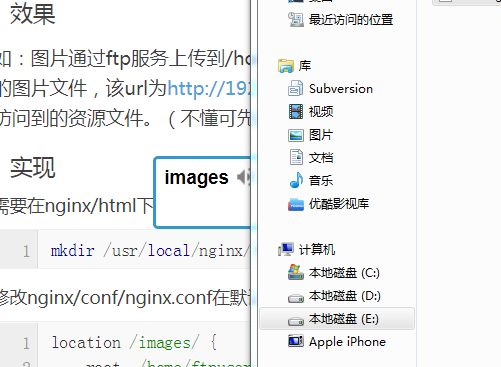 效果
如：图片通过ftp服务上传到/ho
的图片文件，该url为http://192
访问到的资源文件。（不懂可先
实现
images
需要在nginx/html下
1 mkdir /usr/local/nginx/
修改nginx/conf/nginx.conf在默
1 location /images/ {
root /home/ftpuser
最近访问的位置
库
Subversion
视频
图片
文档
音乐
优酷影视库
计算机
本地磁盘 (C:)
本地磁盘 (D:)
本地磁盘 (E:)
Apple iPhone